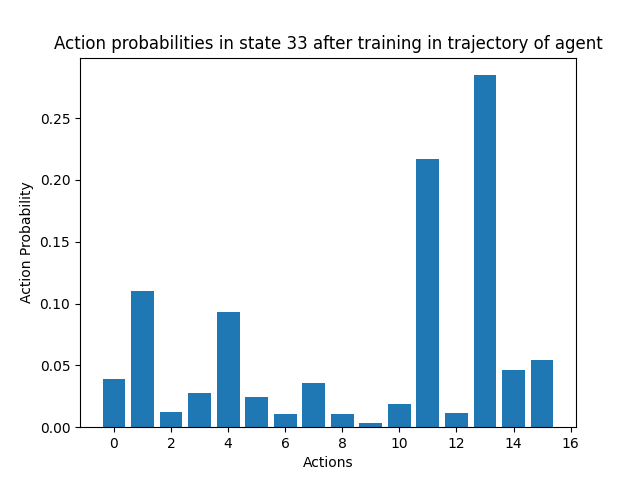 Action probabilities in state 33 after training in trajectory of agent
Action Probability
0.25
0.20
0.15
0.10
0.05
0.00
0 2 4 6 8 10 12 14 16
Actions